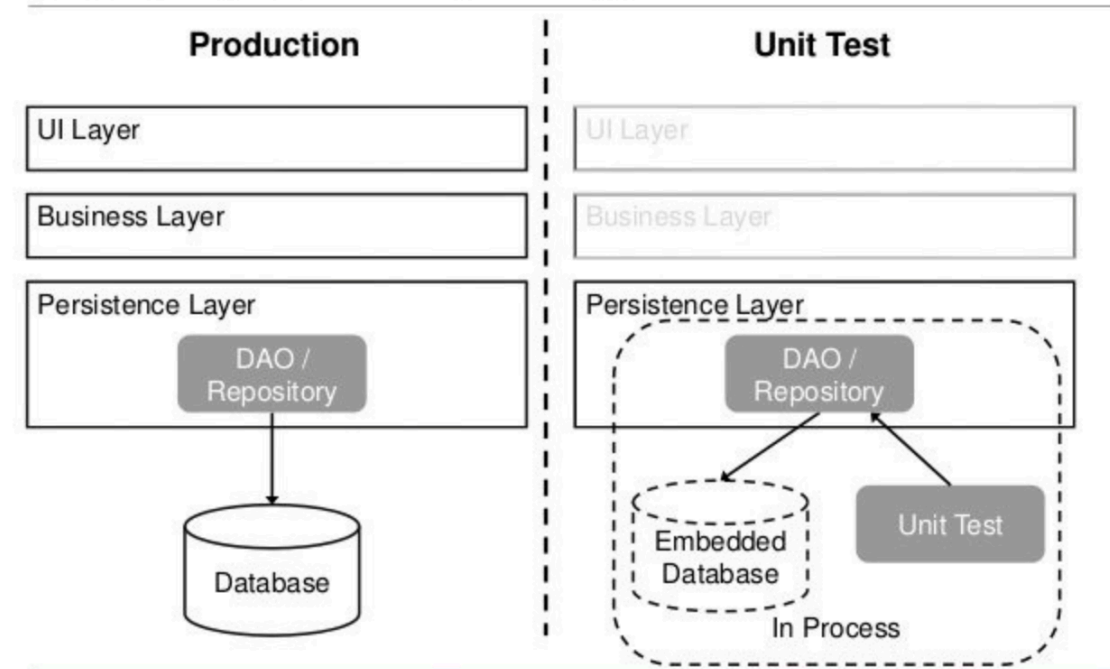 Production
UI Layer
Business Layer
Persistence Layer
DAO /
Repository
Database
Unit Test
UI Layer
Business Layer
Persistence Layer
DAO /
Repository
Embedded
Database
Unit Test
In Process